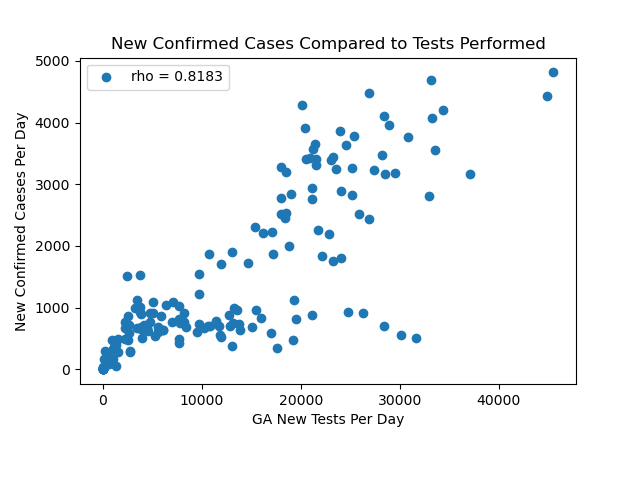 New Confirmed Cases Compared to Tests Performed
rho = 0.8183
5000
4000
3000
2000
1000
0
New Confirmed Caeses Per Day
0 10000 20000 30000 40000
GA New Tests Per Day